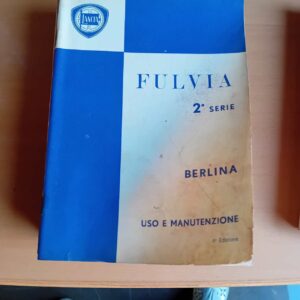 LANCIA
FULVIA
2ª SERIE
BERLINA
USO E MANUTENZIONE
Edizione